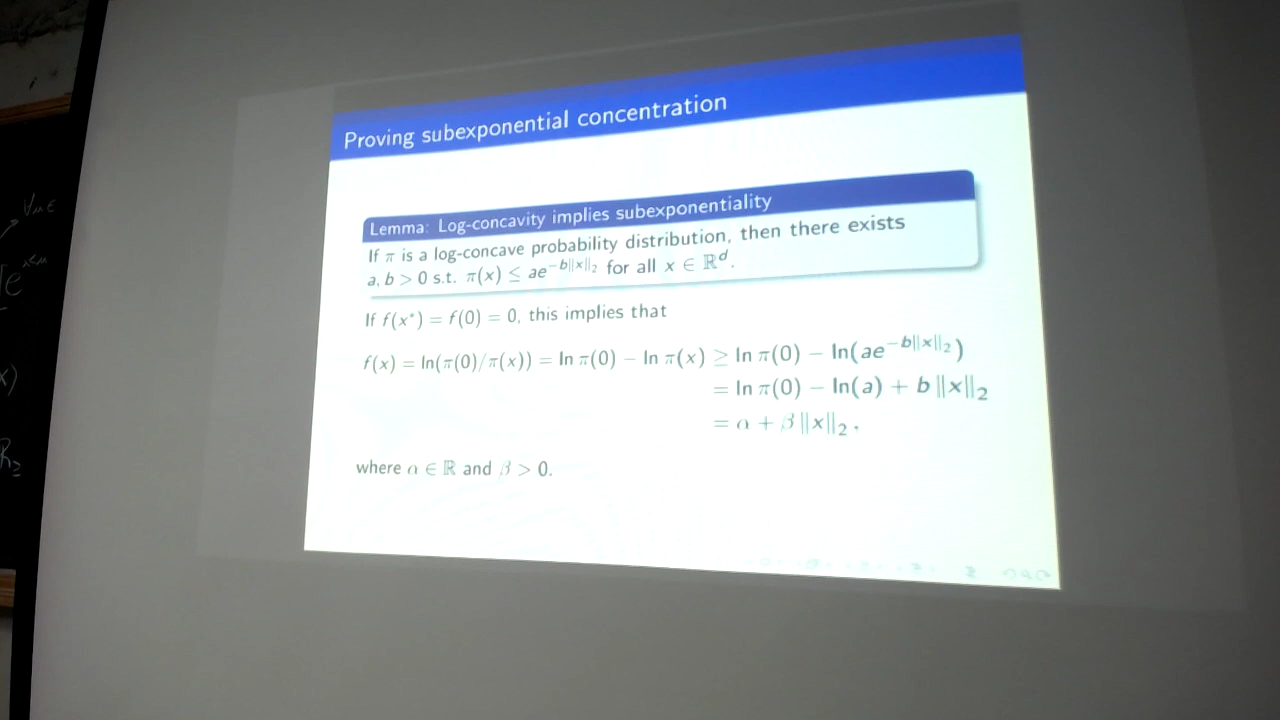 Proving subexponential concentration
Lemma: Log-concavity implies subexponentiality
If π is a log-concave probability distribution, then there exists
a, b > 0 s.t. π(x) ≤ ae^{−b‖x‖₂} for all x ∈ ℝ^d.
If f(x*) = f(0) = 0, this implies that
f(x) = ln(π(0)/π(x)) = ln π(0) − ln π(x) ≥ ln π(0) − ln(ae^{−b‖x‖₂})
= ln π(0) − ln(a) + b ‖x‖₂
= α + β ‖x‖₂ ,
where α ∈ ℝ and β > 0.